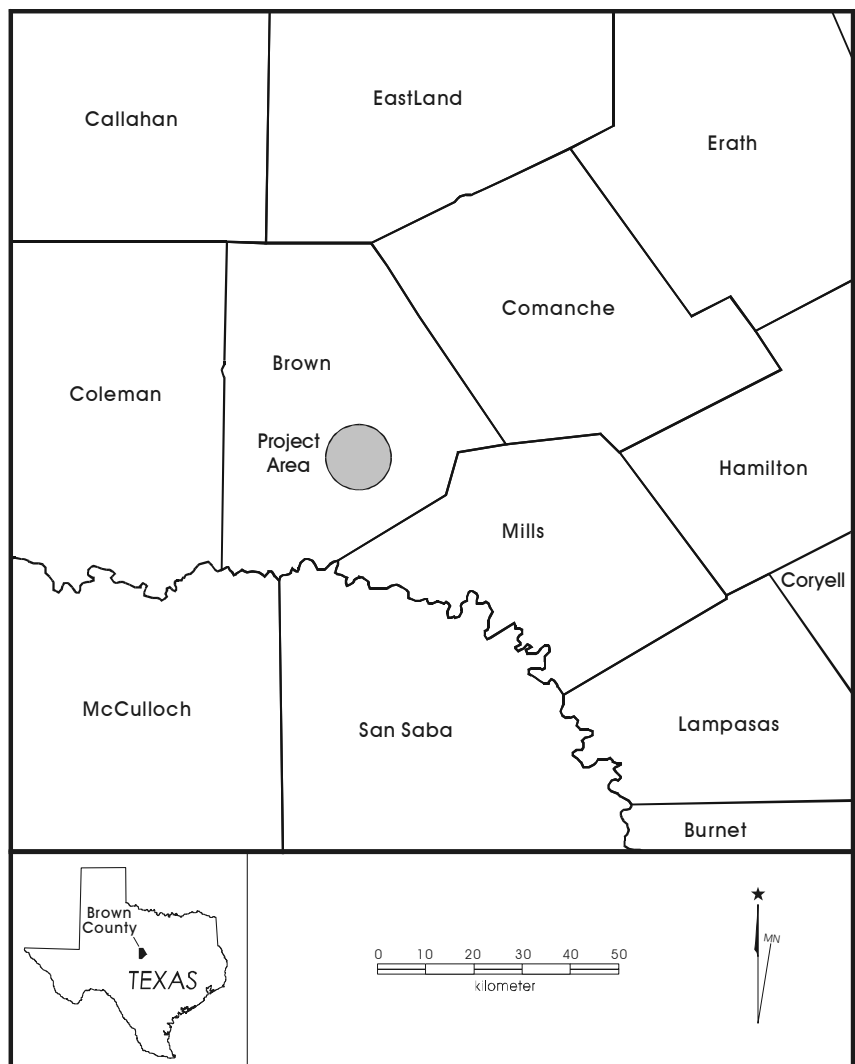 Callahan
EastLand
Erath
Comanche
Brown
Coleman
Project
Area
Hamilton
Mills
Coryell
McCulloch
San Saba
Lampasas
Burnet
Brown
County
TEXAS
0 10 20 30 40 50
kilometer
MN